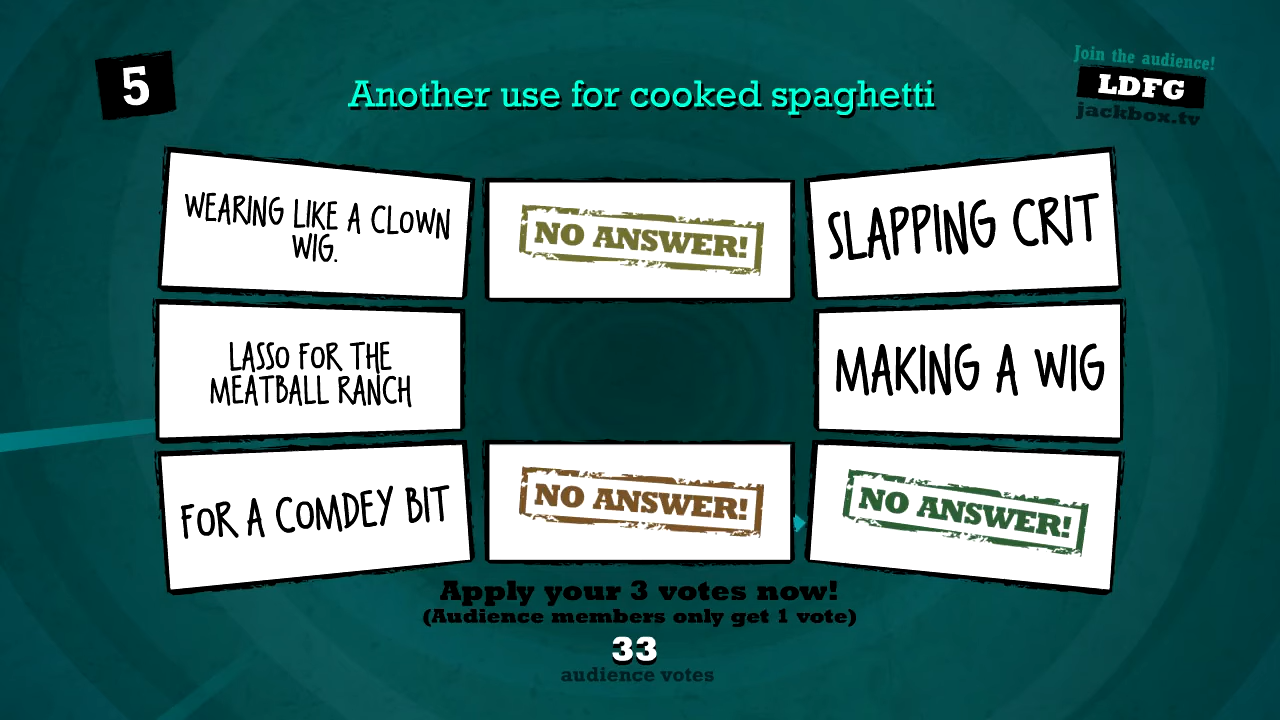 5
Another use for cooked spaghetti
Join the audience!
LDFG
jackbox.tv
WEARING LIKE A CLOWN
WIG.
NO ANSWER!
SLAPPING CRIT
LASSO FOR THE
MEATBALL RANCH
MAKING A WIG
FOR A COMDEY BIT
NO ANSWER!
NO ANSWER!
Apply your 3 votes now!
(Audience members only get 1 vote)
33
audience votes